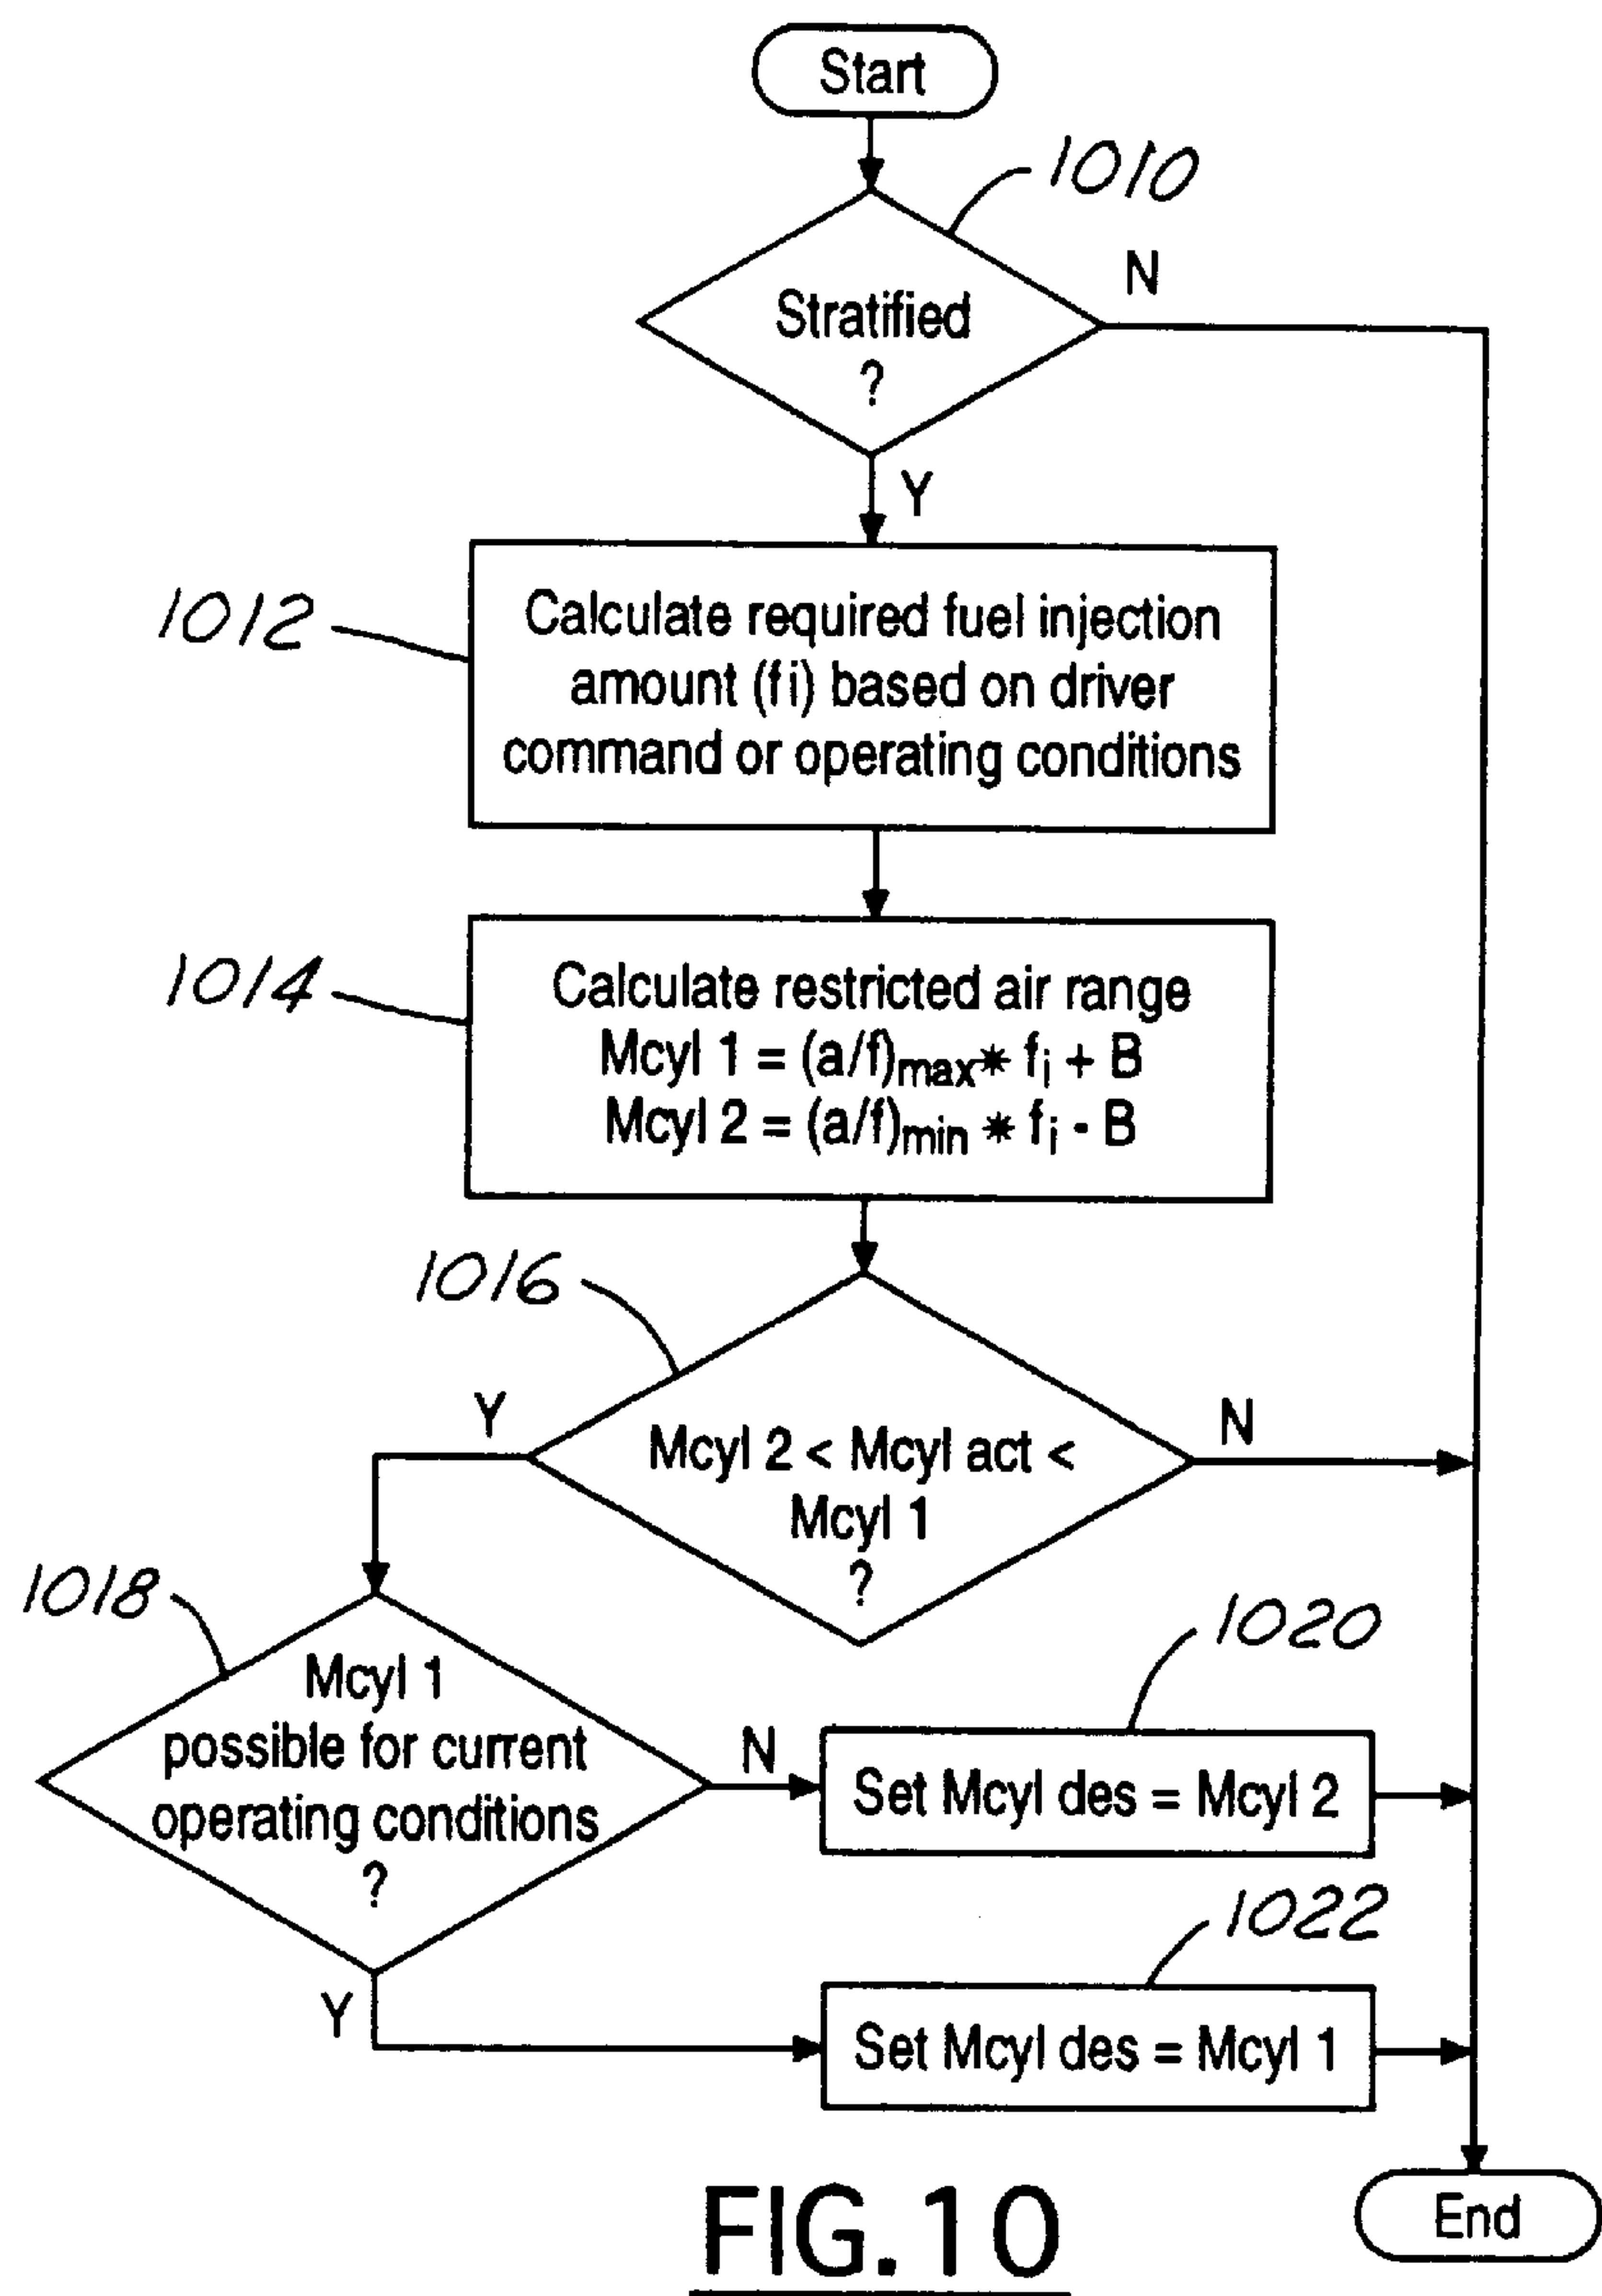 Start
1010
N
Stratified
?
Y
1012
Calculate required fuel injection
amount (fi) based on driver
command or operating conditions
1014
Calculate restricted air range
Mcyl 1 = (a/f)max* fi + B
Mcyl 2 = (a/f)min * fi - B
1016
Y
N
Mcyl 2 < Mcyl act <
Mcyl 1
?
1018
Mcyl 1
possible for current
operating conditions
?
N
1020
Set Mcyl des = Mcyl 2
Y
1022
Set Mcyl des = Mcyl 1
End
FIG.10